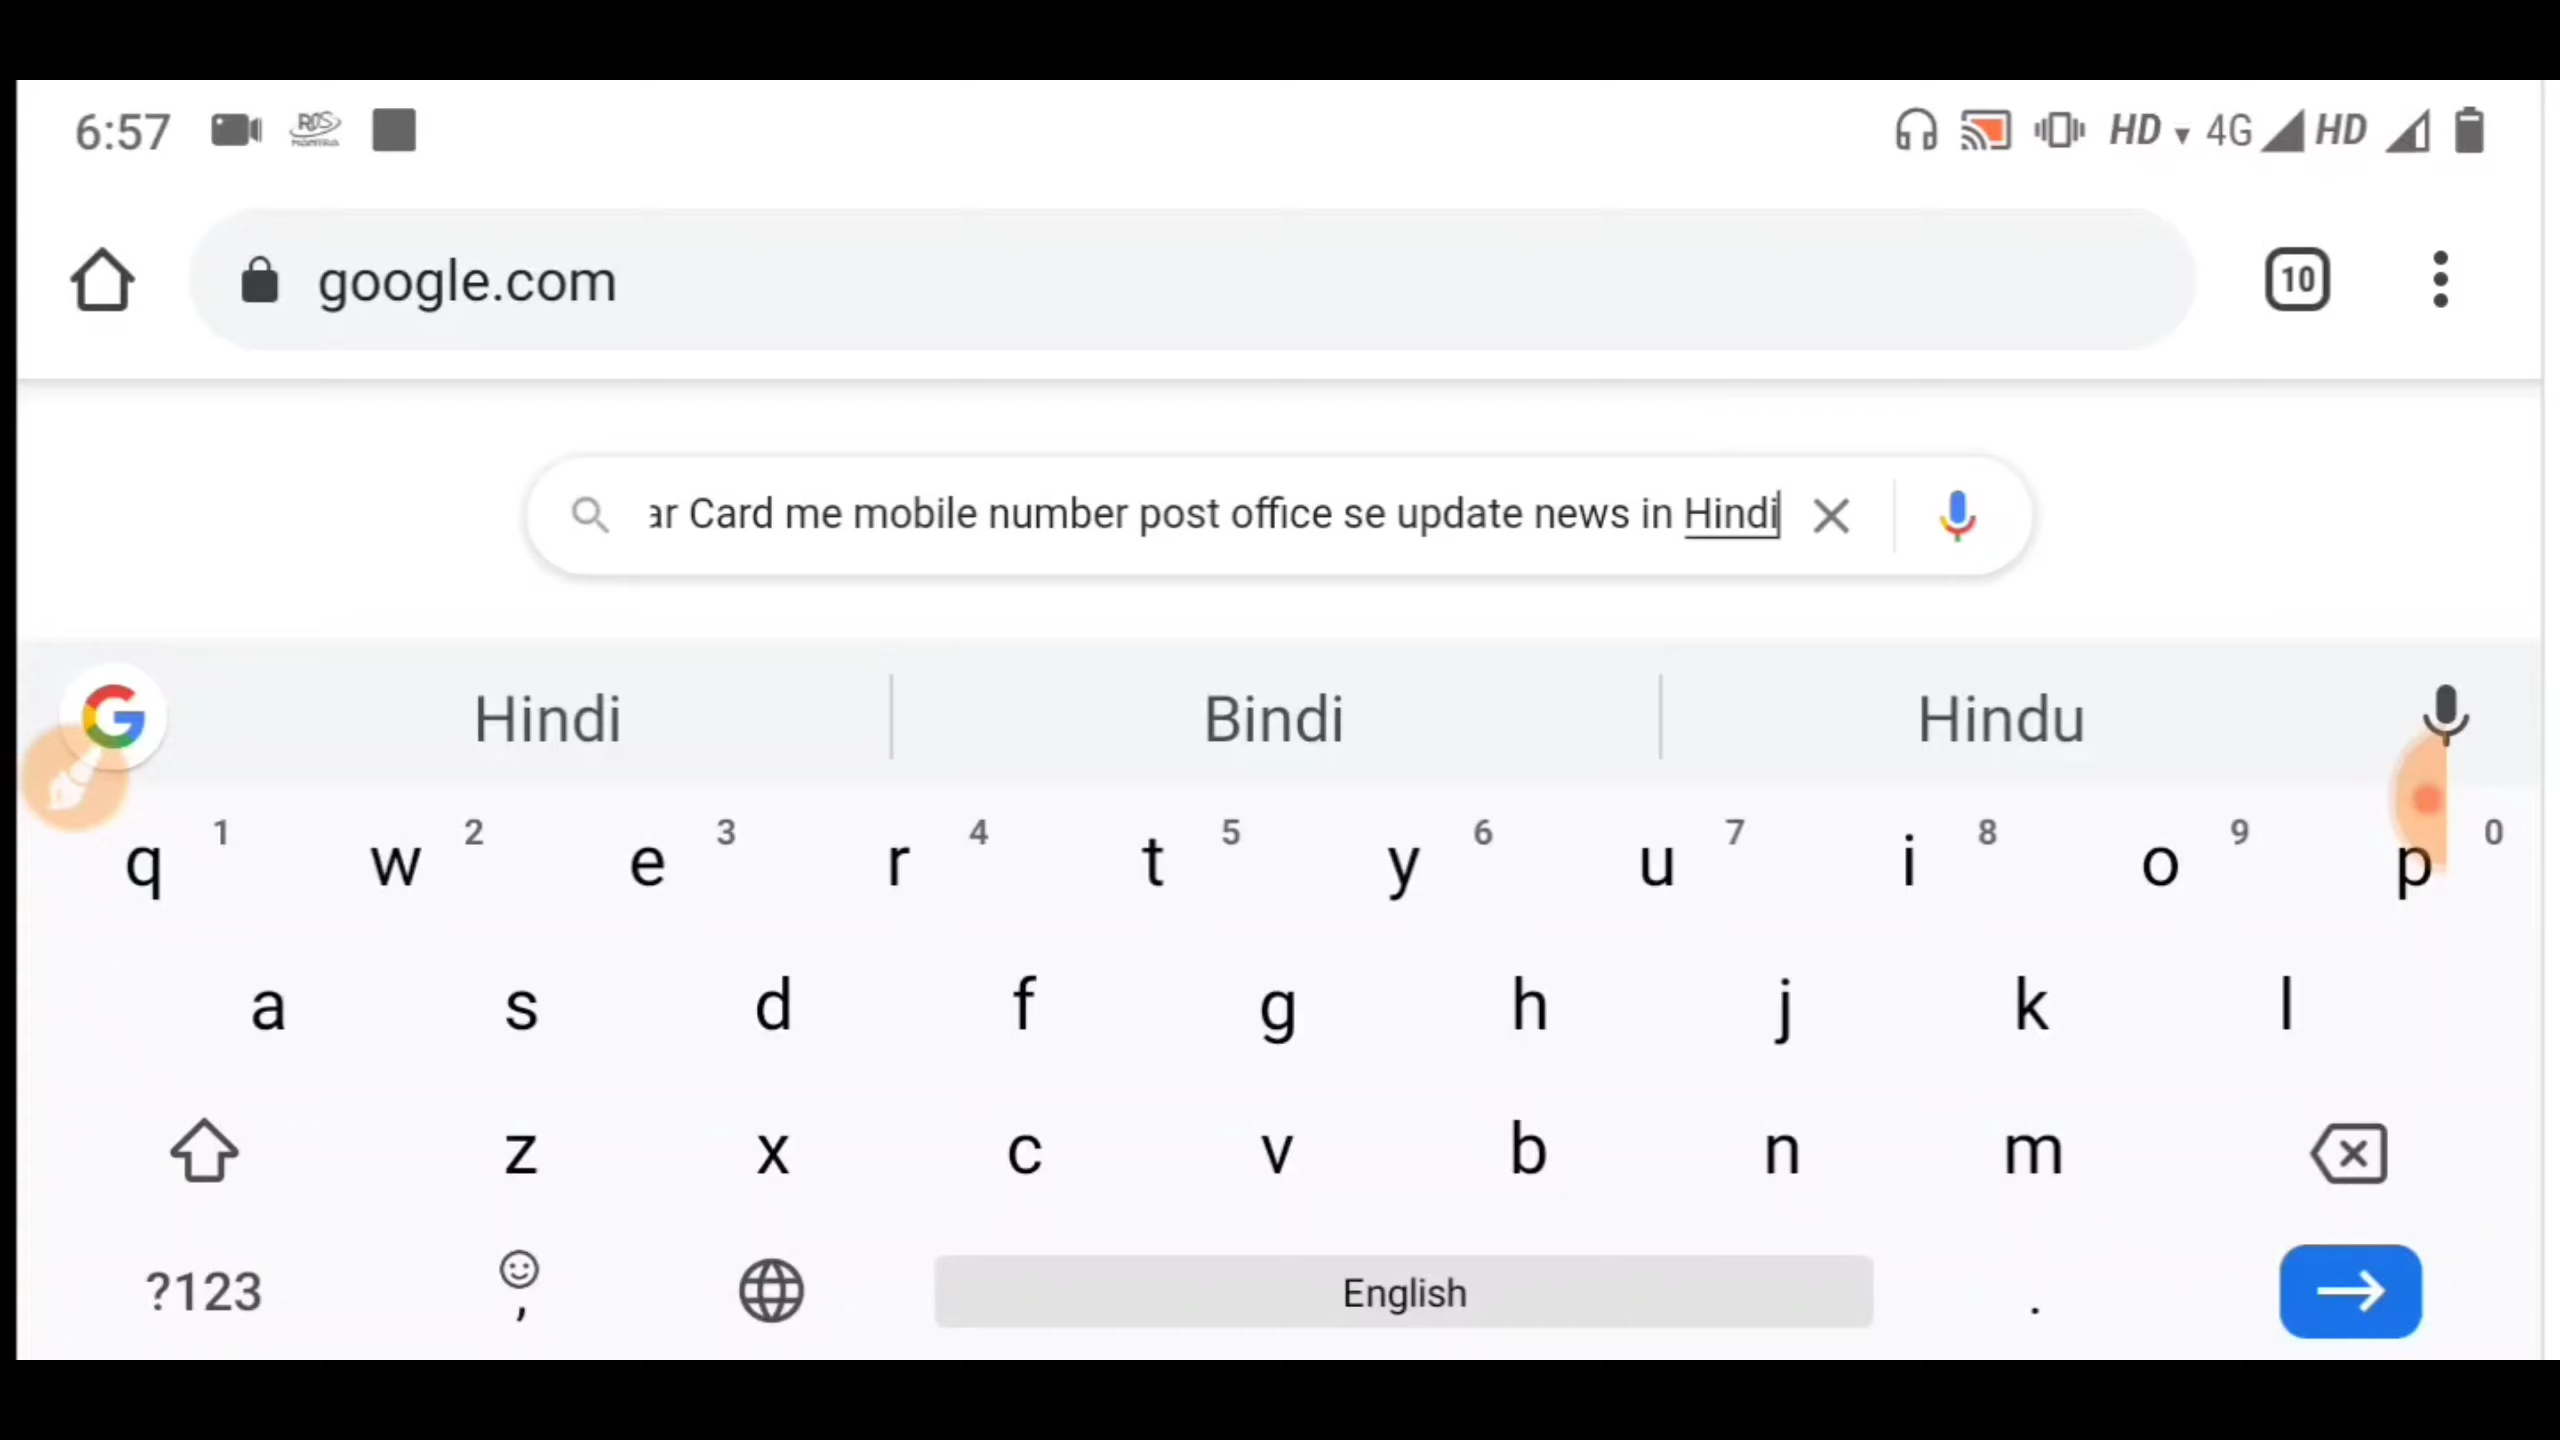 6:57 RDS HD 4G HD
google.com 10
ar Card me mobile number post office se update news in Hindi
Hindi Bindi Hindu
q 1 w 2 e 3 r 4 t 5 y 6 u 7 i 8 o 9 p 0
a s d f g h j k l
z x c v b n m
?123 , English .